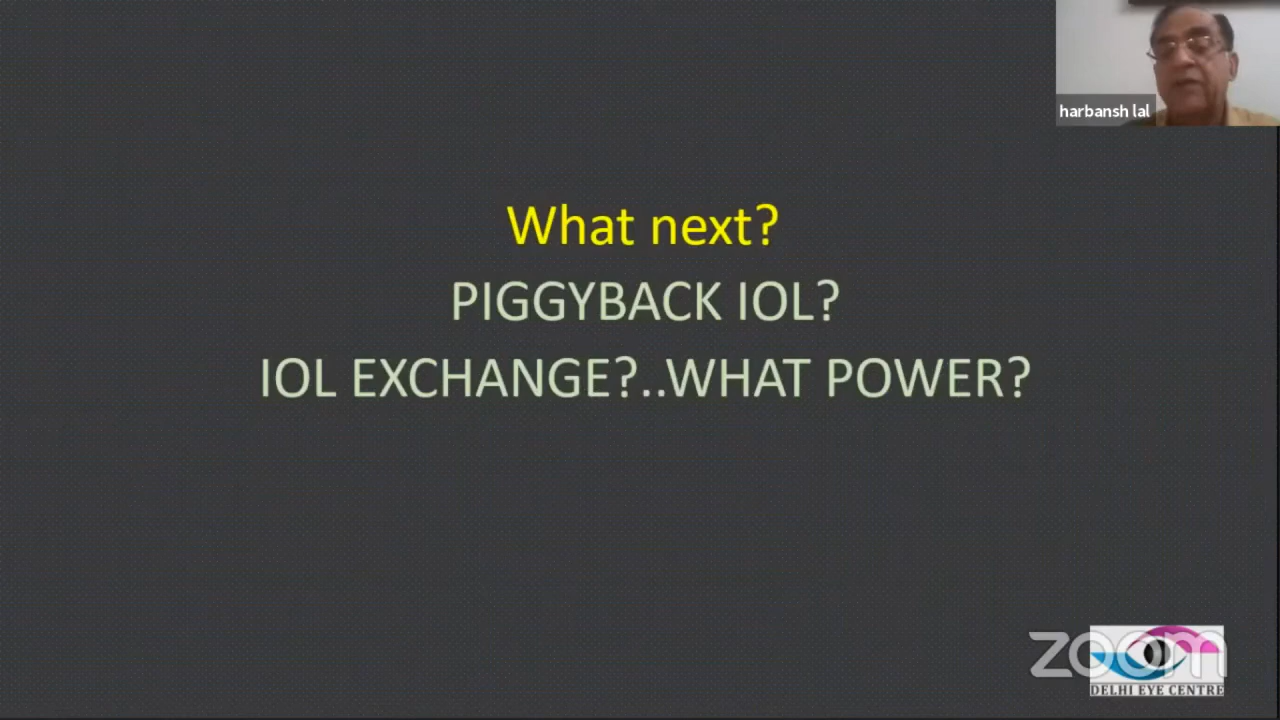 harbansh lal
What next?
PIGGYBACK IOL?
IOL EXCHANGE?..WHAT POWER?
zoom
DELHI EYE CENTRE